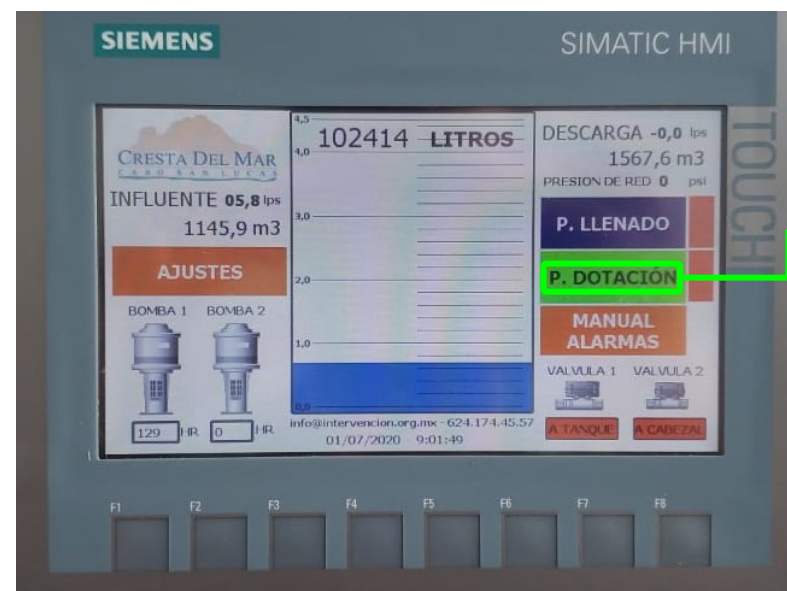 SIEMENS
SIMATIC HMI
TOUCH
CRESTA DEL MAR
CABO SAN LUCAS
INFLUENTE 05,8 lps
1145,9 m3
AJUSTES
BOMBA 1 BOMBA 2
129 HR 0 HR
4,5
102414 LITROS
4,0
3,0
2,0
1,0
0,0
info@intervencion.org.mx - 624.174.45.57
01/07/2020 9:01:49
DESCARGA -0,0 lps
1567,6 m3
PRESION DE RED 0 psi
P. LLENADO
P. DOTACIÓN
MANUAL
ALARMAS
VALVULA 1 VALVULA 2
A TANQUE A CABEZAL
F1 F2 F3 F4 F5 F6 F7 F8